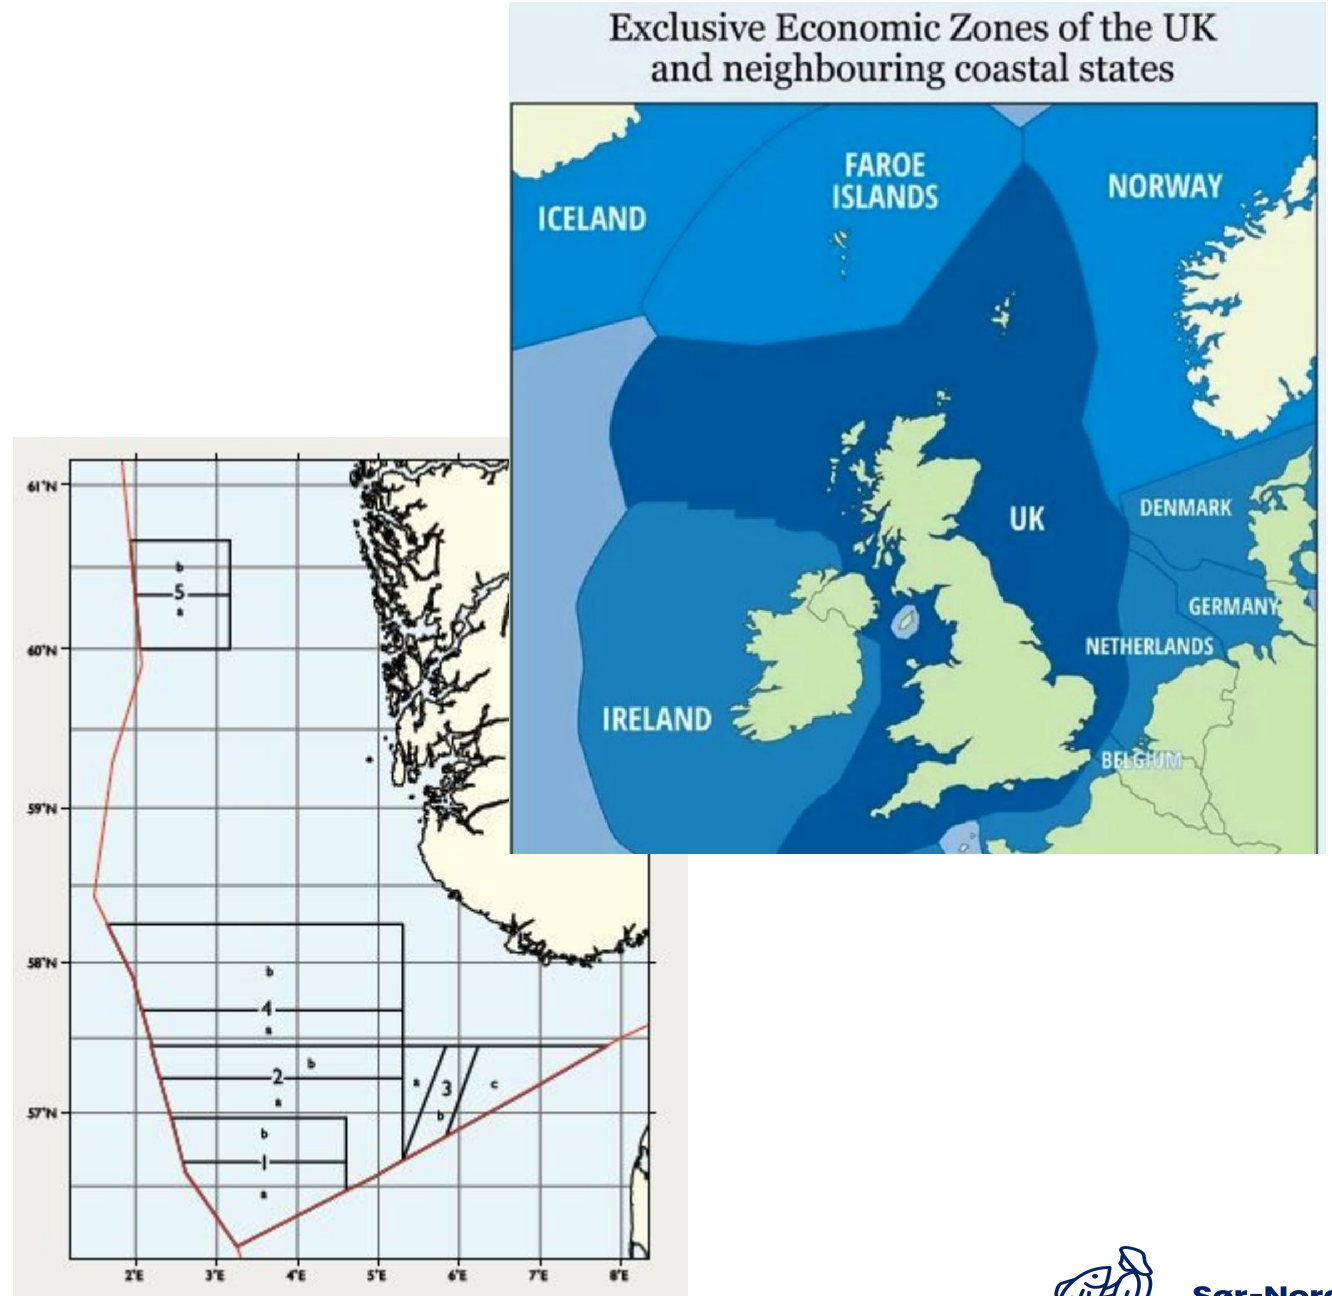 Exclusive Economic Zones of the UK
and neighbouring coastal states
FAROE
ISLANDS
NORWAY
ICELAND
UK
DENMARK
GERMANY
NETHERLANDS
IRELAND
BELGIUM
61°N
b
5
a
60°N
59°N
58°N
b
4
a
b
2
a
a
3
b
c
57°N
b
1
a
2°E
3°E
4°E
5°E
6°E
7°E
8°E